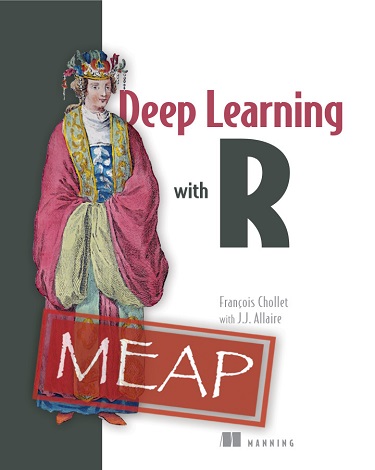 Deep Learning
with R
François Chollet
with J.J. Allaire
MEAP
MANNING